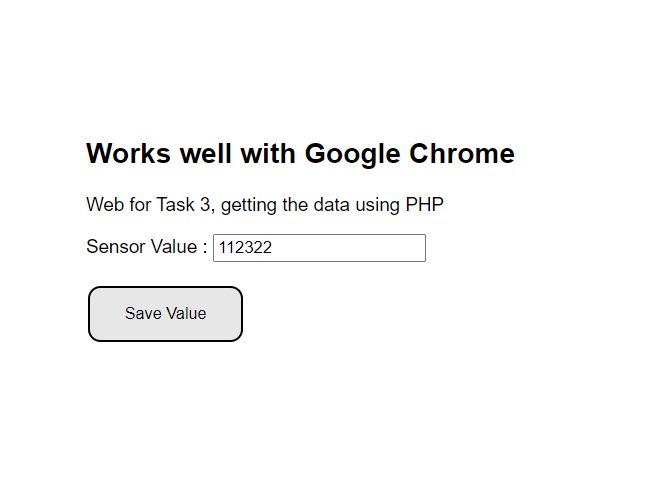 Works well with Google Chrome
Web for Task 3, getting the data using PHP
Sensor Value : 112322
Save Value